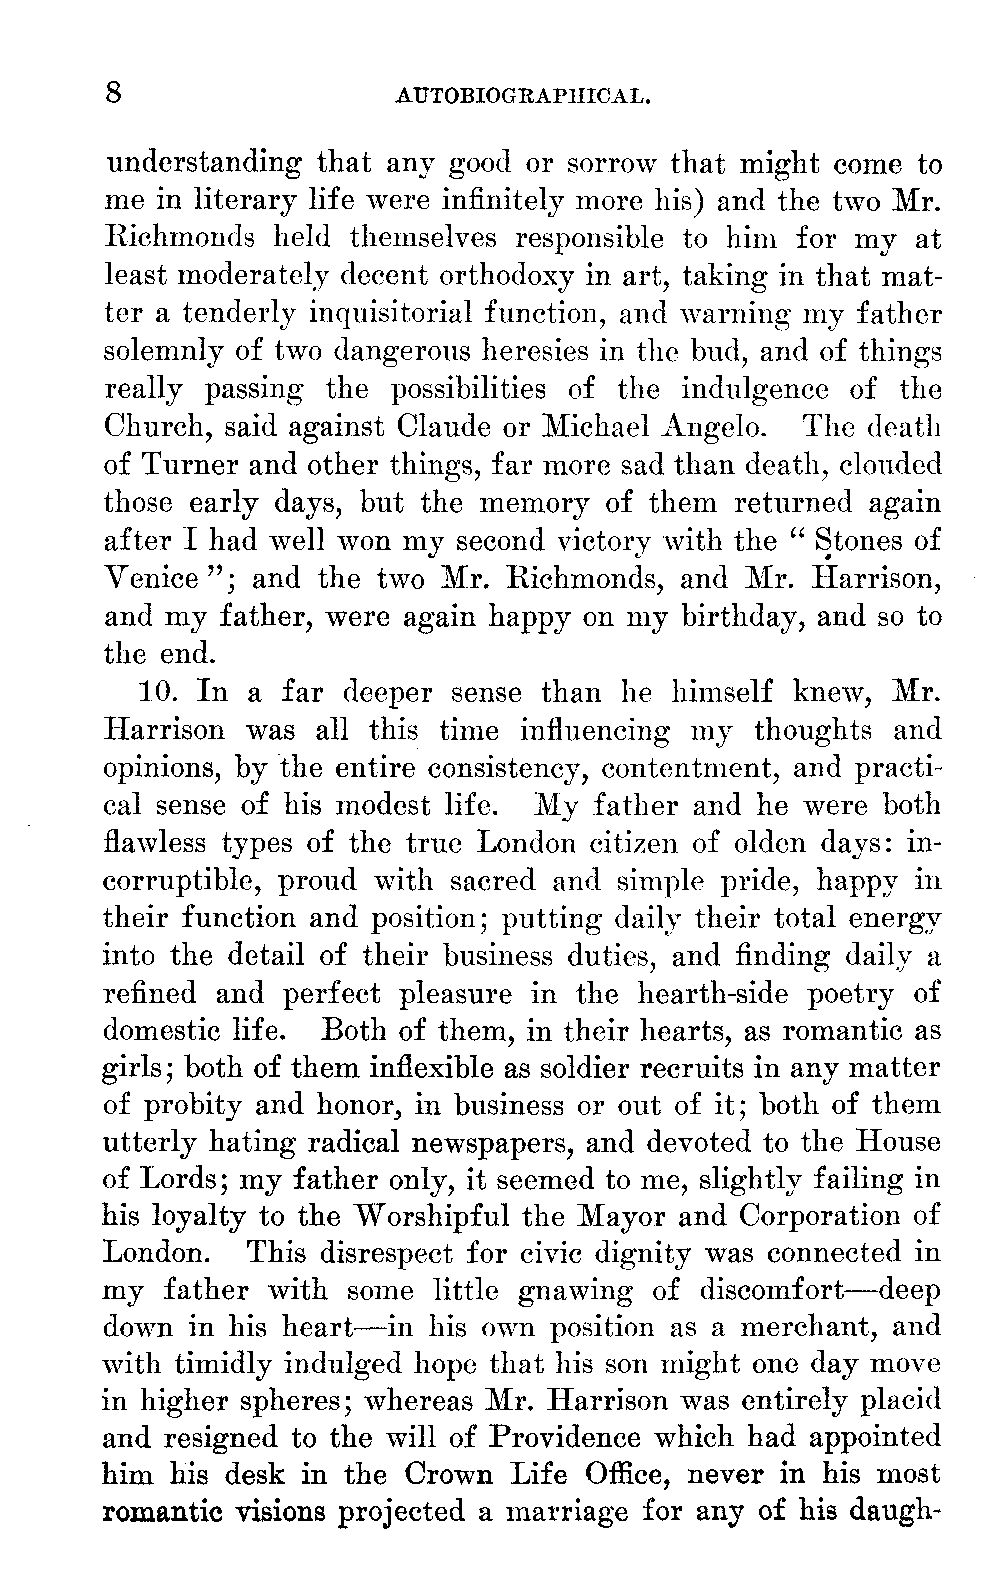 8 AUTOBIOGRAPHICAL.
understanding that any good or sorrow that might come to
me in literary life were infinitely more his) and the two Mr.
Richmonds held themselves responsible to him for my at
least moderately decent orthodoxy in art, taking in that mat-
ter a tenderly inquisitorial function, and warning my father
solemnly of two dangerous heresies in the bud, and of things
really passing the possibilities of the indulgence of the
Church, said against Claude or Michael Angelo. The death
of Turner and other things, far more sad than death, clouded
those early days, but the memory of them returned again
after I had well won my second victory with the “ Stones of
Venice ”; and the two Mr. Richmonds, and Mr. Harrison,
and my father, were again happy on my birthday, and so to
the end.
10. In a far deeper sense than he himself knew, Mr.
Harrison was all this time influencing my thoughts and
opinions, by the entire consistency, contentment, and practi-
cal sense of his modest life. My father and he were both
flawless types of the true London citizen of olden days: in-
corruptible, proud with sacred and simple pride, happy in
their function and position; putting daily their total energy
into the detail of their business duties, and finding daily a
refined and perfect pleasure in the hearth-side poetry of
domestic life. Both of them, in their hearts, as romantic as
girls; both of them inflexible as soldier recruits in any matter
of probity and honor, in business or out of it; both of them
utterly hating radical newspapers, and devoted to the House
of Lords; my father only, it seemed to me, slightly failing in
his loyalty to the Worshipful the Mayor and Corporation of
London. This disrespect for civic dignity was connected in
my father with some little gnawing of discomfort—deep
down in his heart—in his own position as a merchant, and
with timidly indulged hope that his son might one day move
in higher spheres; whereas Mr. Harrison was entirely placid
and resigned to the will of Providence which had appointed
him his desk in the Crown Life Office, never in his most
romantic visions projected a marriage for any of his daugh-